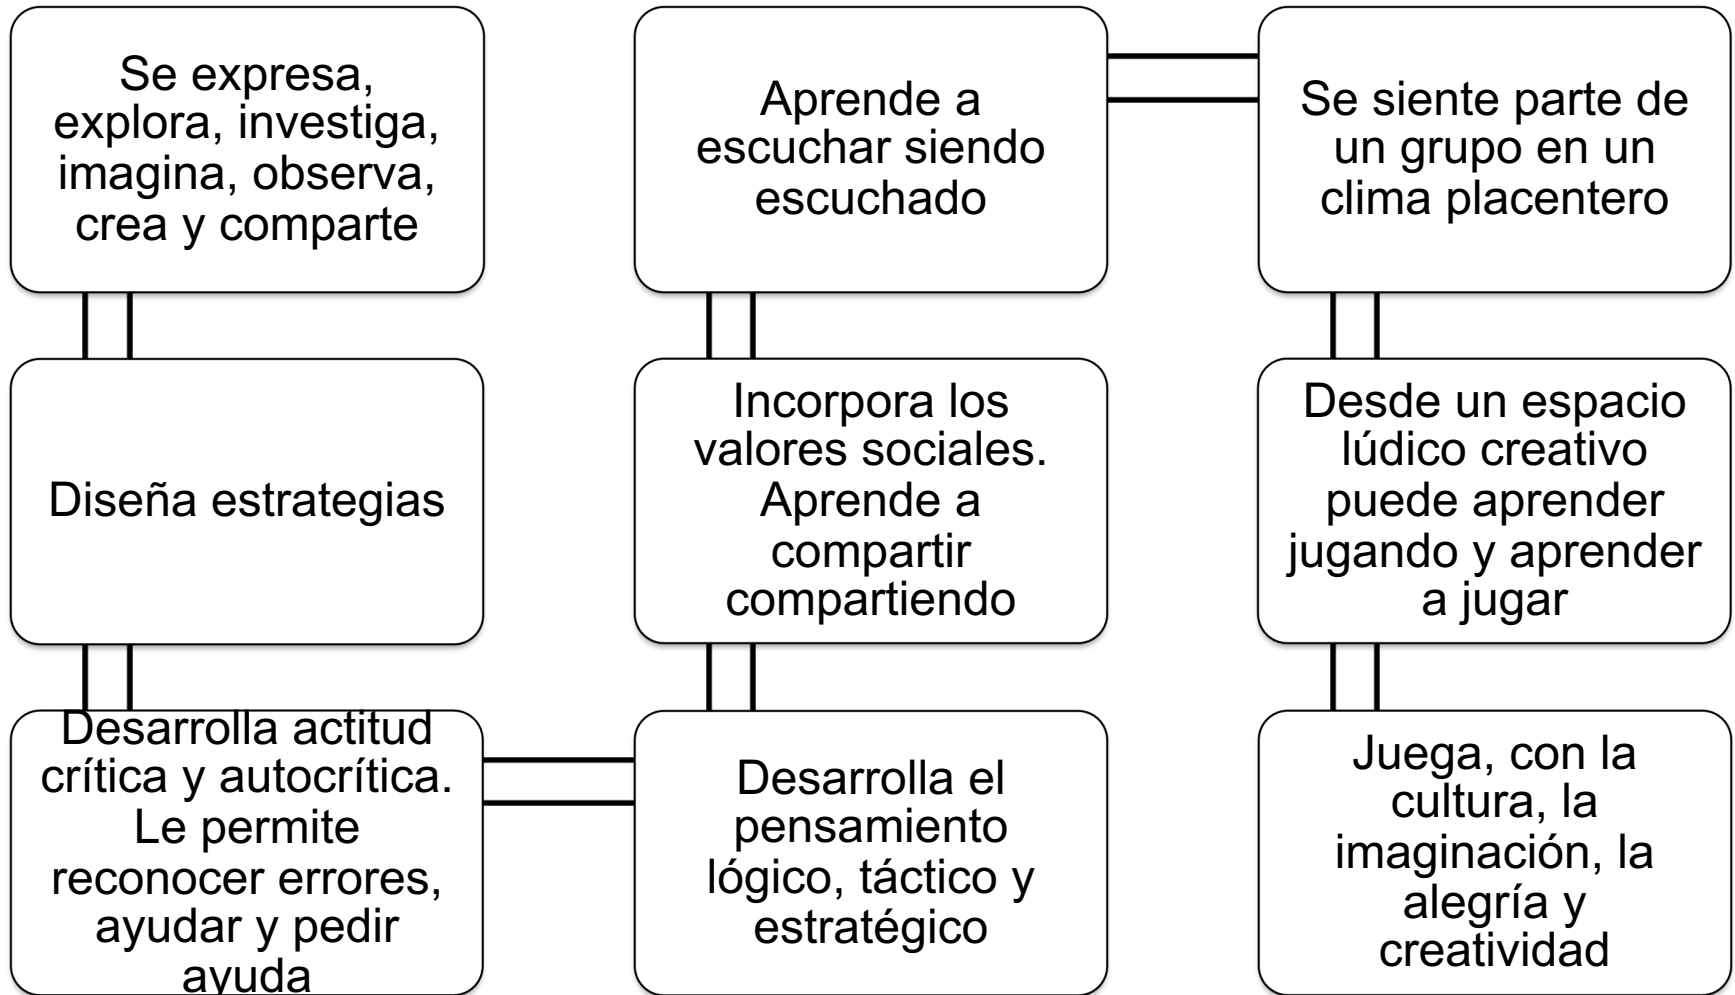 Se expresa,
explora, investiga,
imagina, observa,
crea y comparte
Diseña estrategias
Desarrolla actitud
crítica y autocrítica.
Le permite
reconocer errores,
ayudar y pedir
ayuda
Desarrolla el
pensamiento
lógico, táctico y
estratégico
Incorpora los
valores sociales.
Aprende a
compartir
compartiendo
Aprende a
escuchar siendo
escuchado
Se siente parte de
un grupo en un
clima placentero
Desde un espacio
lúdico creativo
puede aprender
jugando y aprender
a jugar
Juega, con la
cultura, la
imaginación, la
alegría y
creatividad